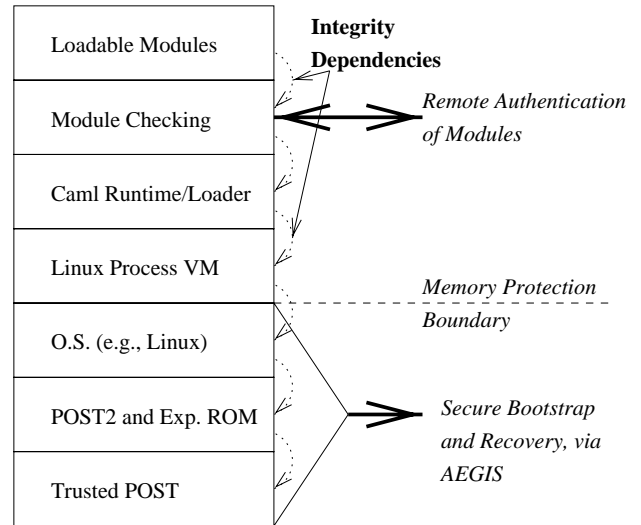 Loadable Modules
Module Checking
Caml Runtime/Loader
Linux Process VM
O.S. (e.g., Linux)
POST2 and Exp. ROM
Trusted POST
Integrity
Dependencies
Remote Authentication
of Modules
Memory Protection
Boundary
Secure Bootstrap
and Recovery, via
AEGIS